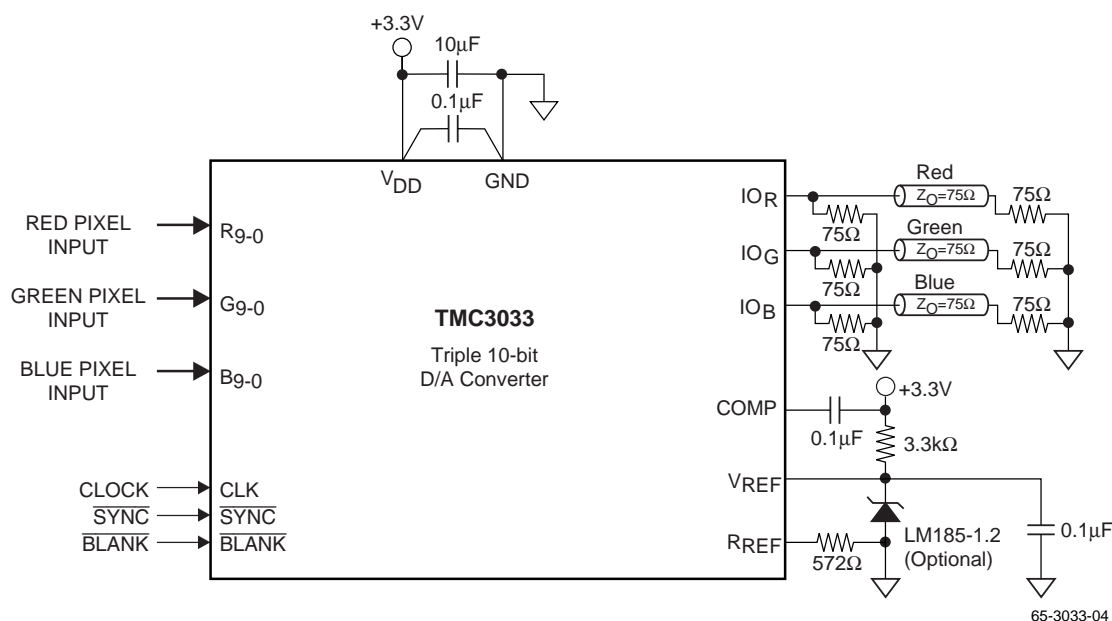 +3.3V
10µF
0.1µF
VDD
GND
RED PIXEL
INPUT
R9-0
GREEN PIXEL
INPUT
G9-0
BLUE PIXEL
INPUT
B9-0
CLOCK
CLK
SYNC
SYNC
BLANK
BLANK
TMC3033
Triple 10-bit
D/A Converter
IOR
Red
ZO=75Ω
75Ω
75Ω
IOG
Green
ZO=75Ω
75Ω
75Ω
IOB
Blue
ZO=75Ω
75Ω
75Ω
+3.3V
COMP
0.1µF
3.3kΩ
VREF
LM185-1.2
(Optional)
0.1µF
RREF
572Ω
65-3033-04